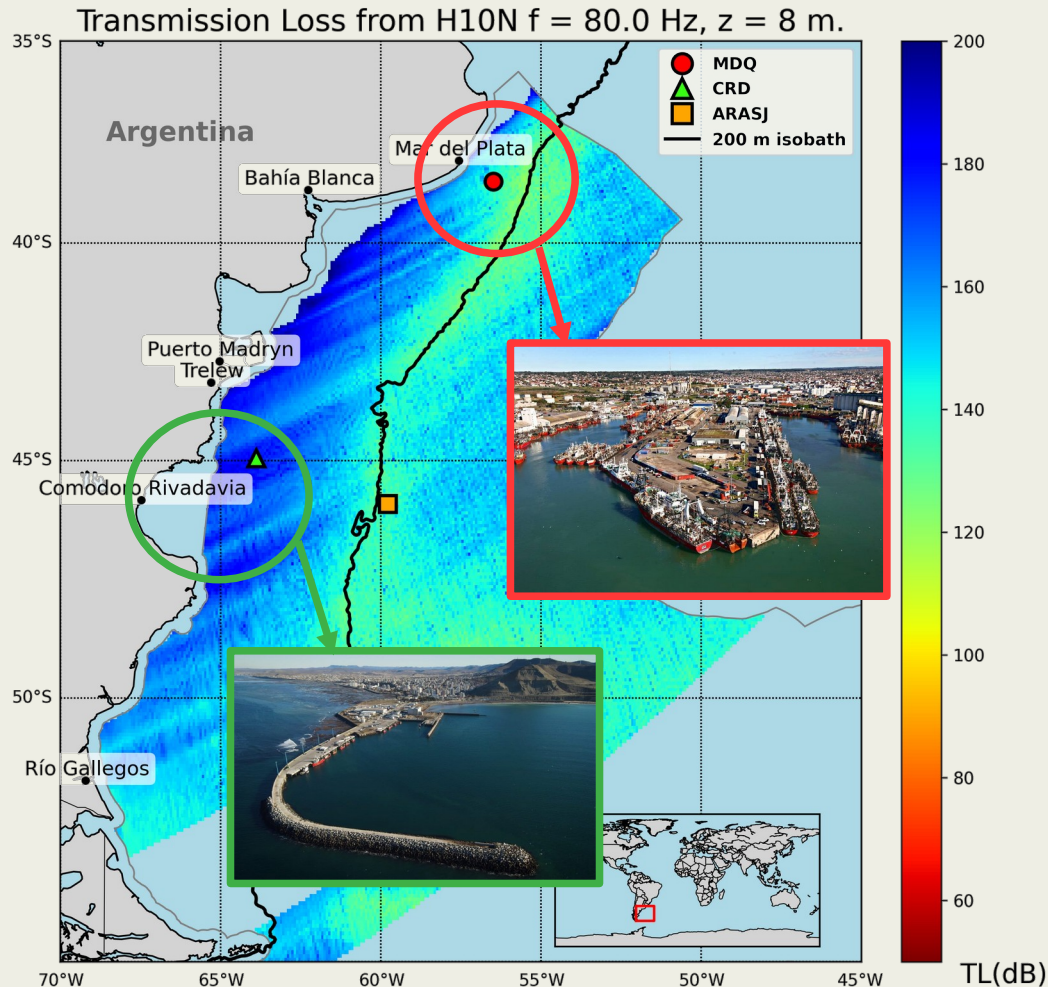 Transmission Loss from H10N f = 80.0 Hz, z = 8 m.
35°S
40°S
45°S
50°S
70°W
65°W
60°W
55°W
50°W
45°W
MDQ
CRD
ARASJ
200 m isobath
Argentina
Mar del Plata
Bahía Blanca
Puerto Madryn
Trelew
Comodoro Rivadavia
Río Gallegos
200
180
160
140
120
100
80
60
TL(dB)